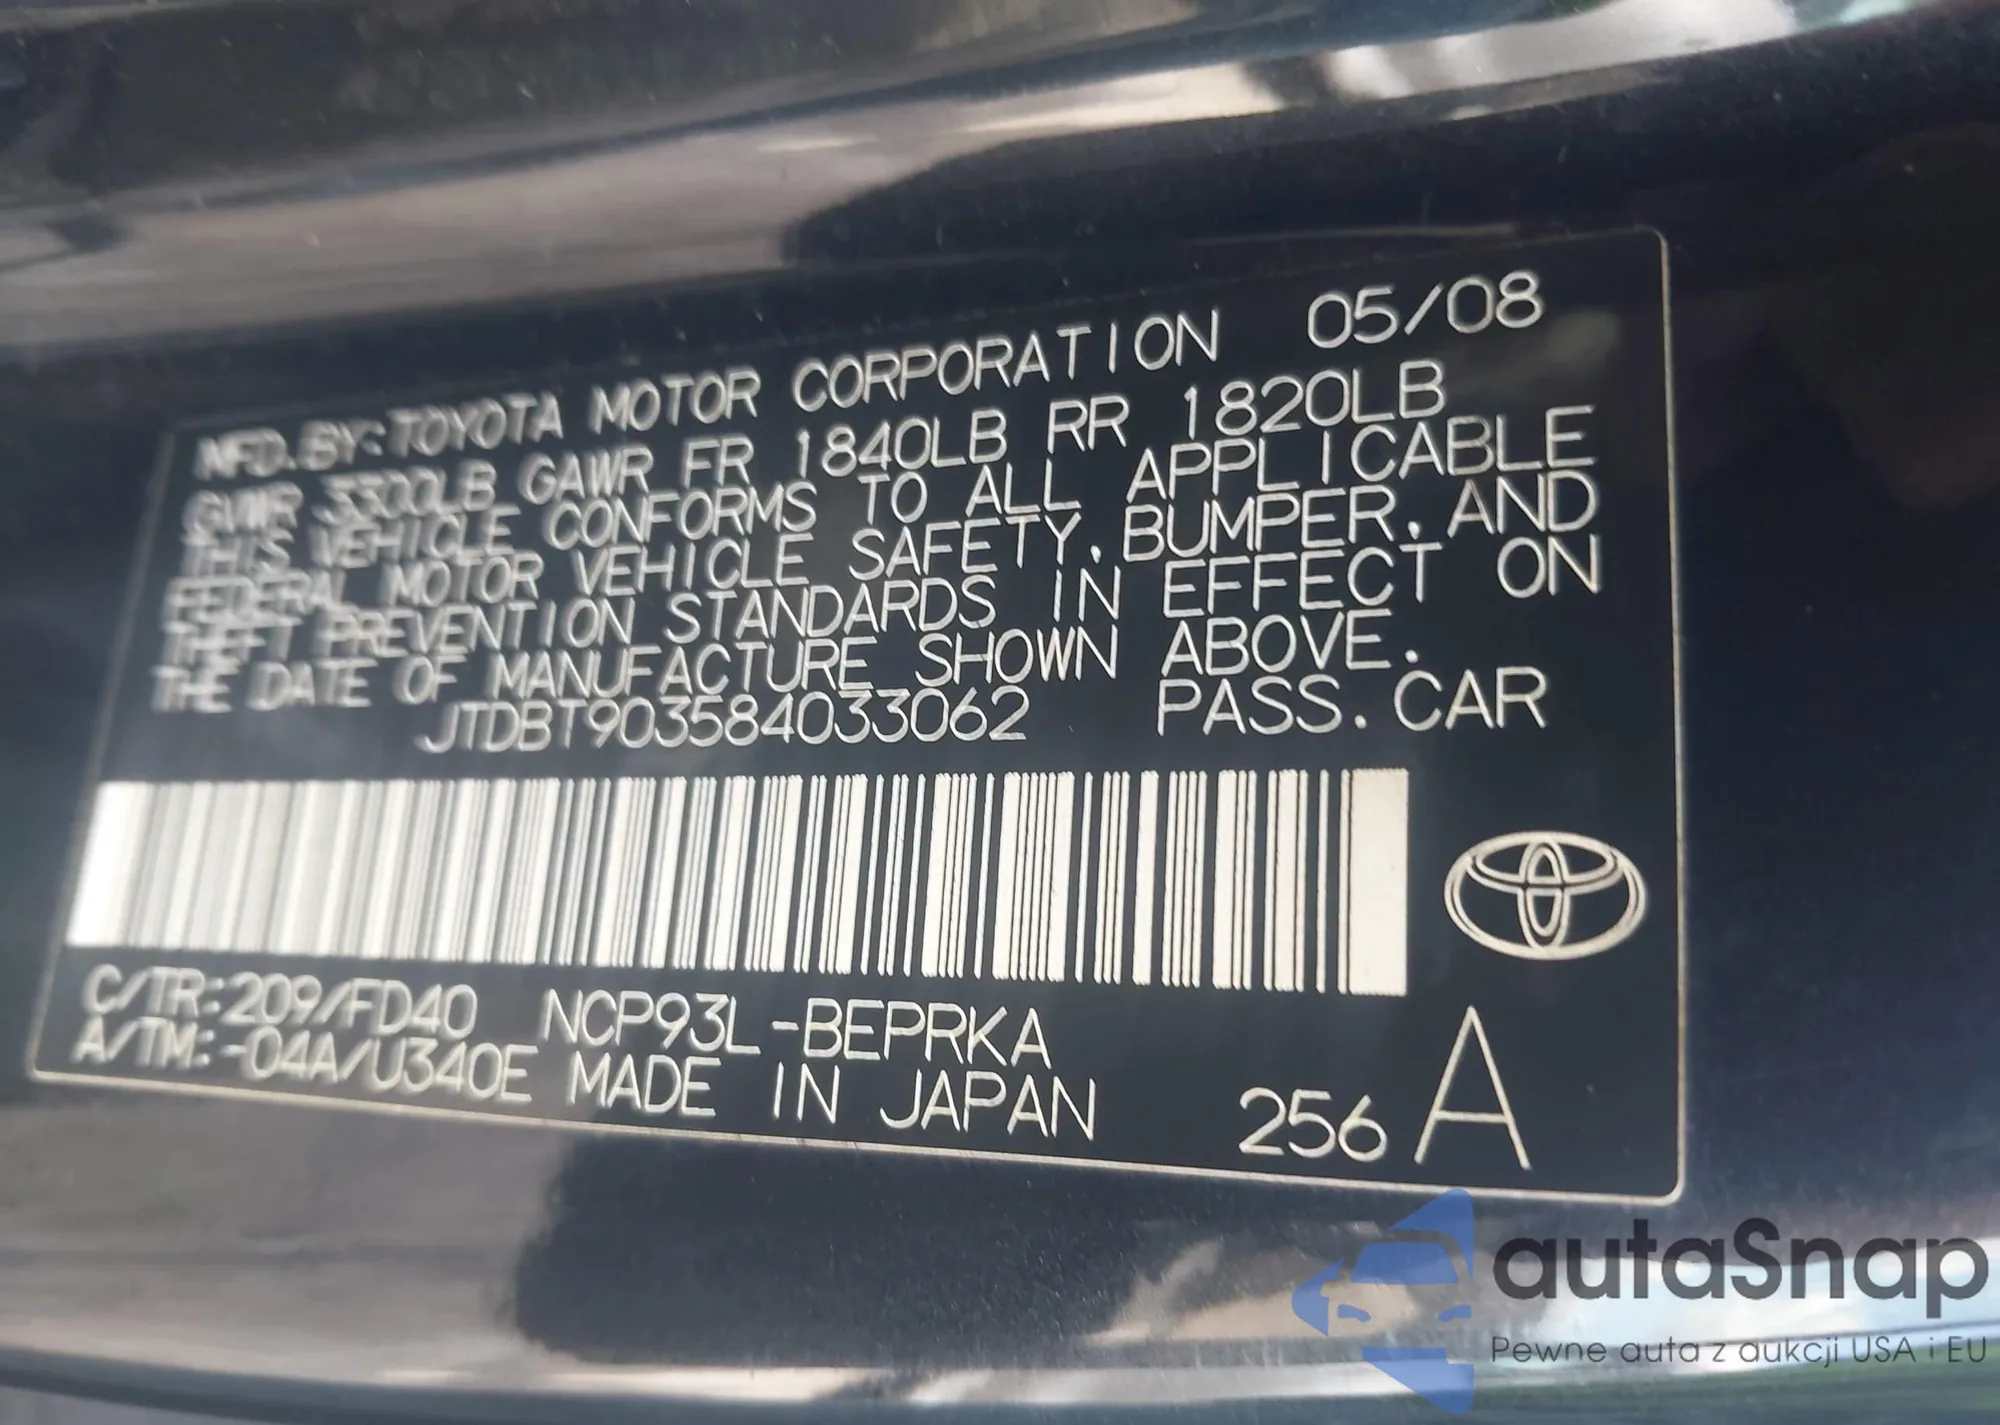 MFD. BY: TOYOTA MOTOR CORPORATION 05/08
GVWR 3300LB GAWR FR 1840LB RR 1820LB
THIS VEHICLE CONFORMS TO ALL APPLICABLE
FEDERAL MOTOR VEHICLE SAFETY, BUMPER, AND
THEFT PREVENTION STANDARDS IN EFFECT ON
THE DATE OF MANUFACTURE SHOWN ABOVE.
JTDBT903584033062 PASS. CAR
C/TR:209/FD40 NCP93L-BEPRKA
A/TM:-04A/U340E MADE IN JAPAN
256 A
autaSnap
Pewne auta z aukcji USA i EU